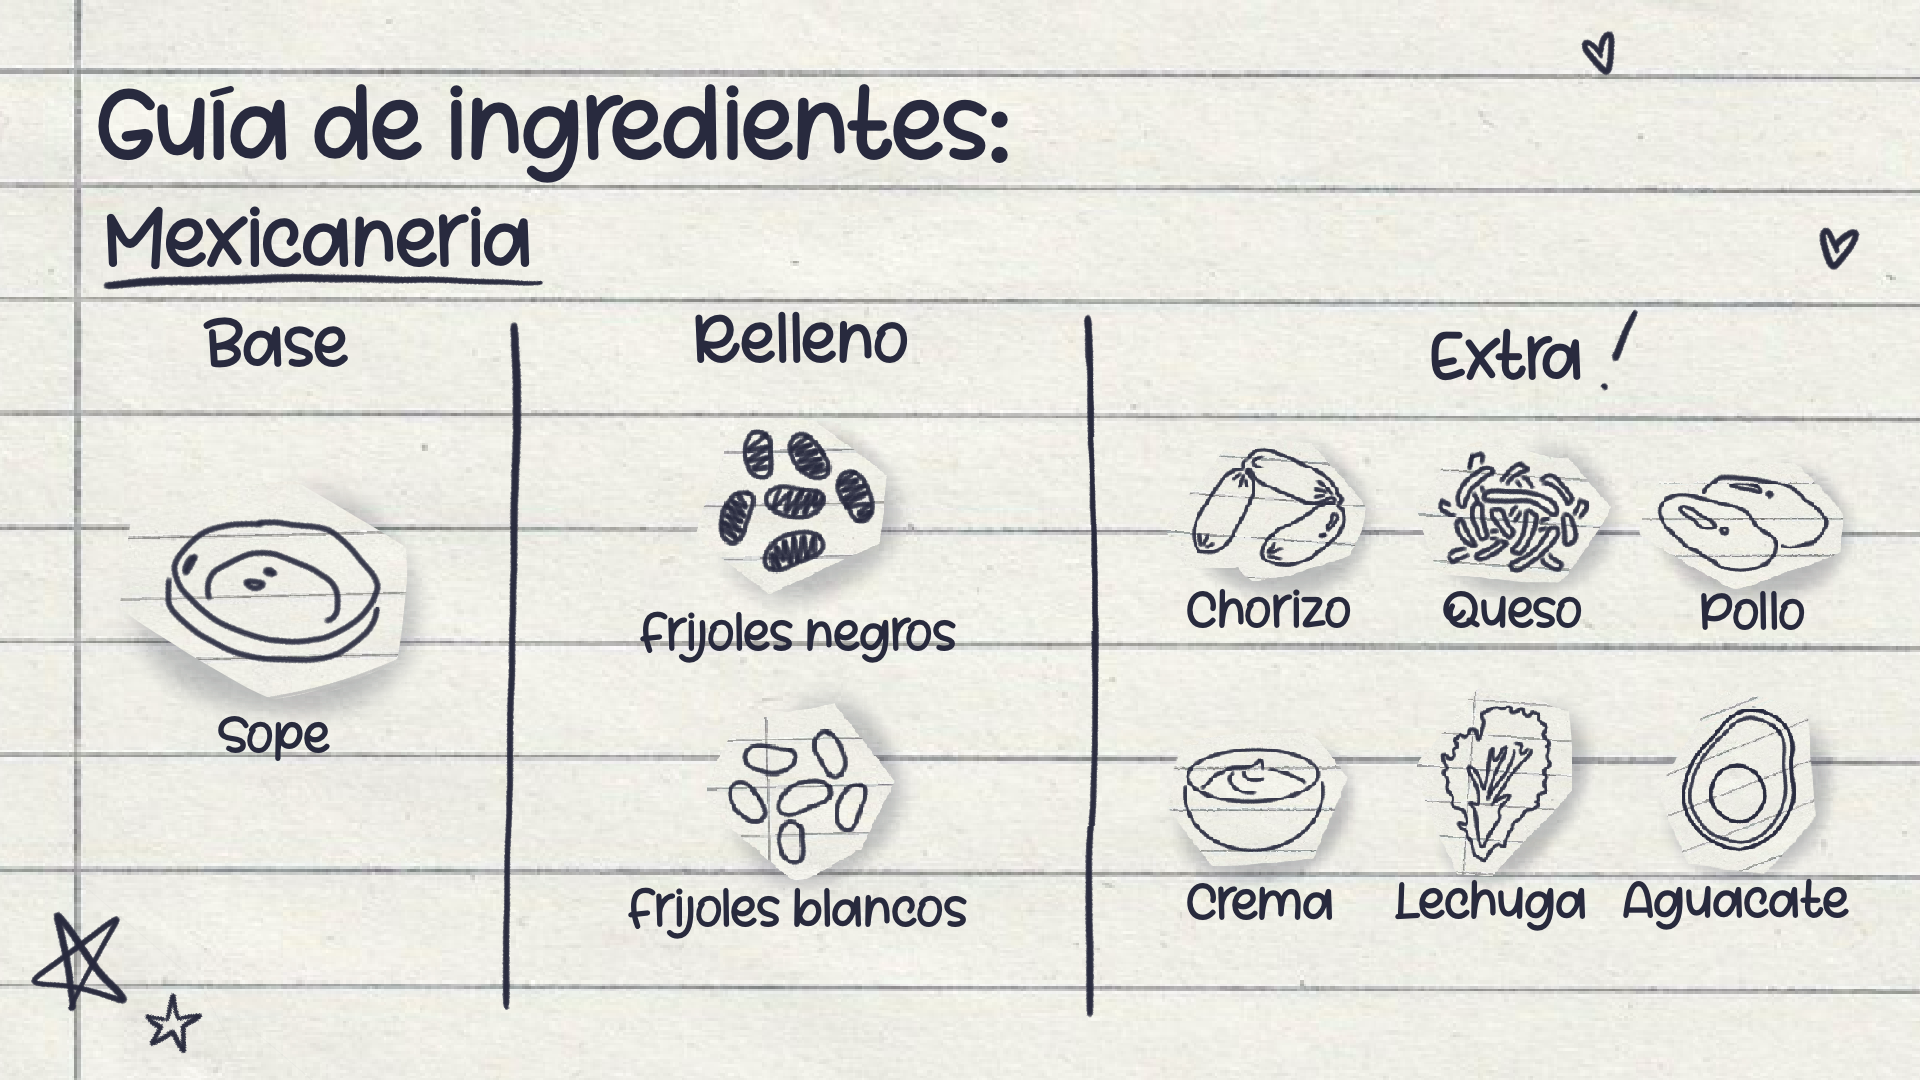 Guía de ingredientes:
Mexicaneria
Base
Sope
Relleno
frijoles negros
frijoles blancos
Extra !
Chorizo Queso Pollo
Crema Lechuga Aguacate